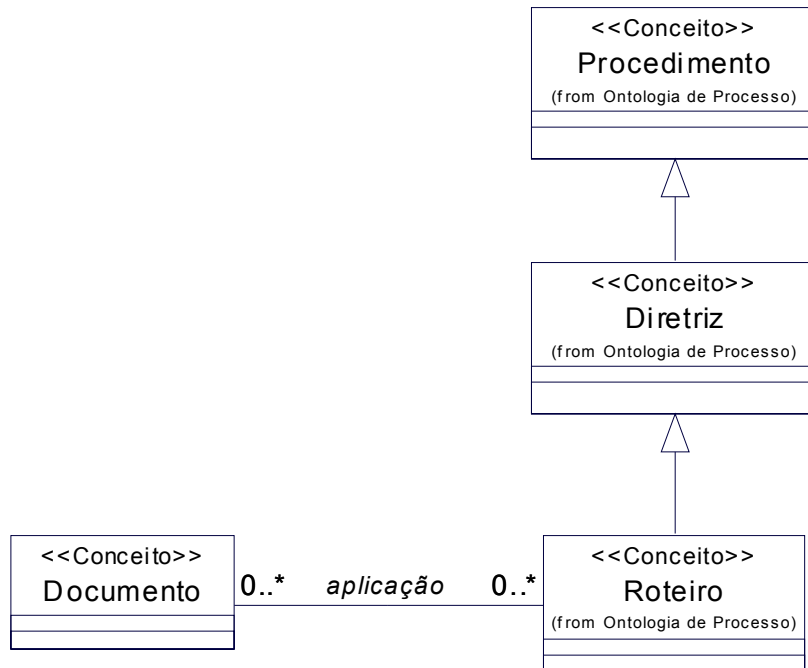 <<Conceito>>
Procedimento
(from Ontologia de Processo)
<<Conceito>>
Diretriz
(from Ontologia de Processo)
<<Conceito>>
Documento
0..*
aplicação
0..*
<<Conceito>>
Roteiro
(from Ontologia de Processo)